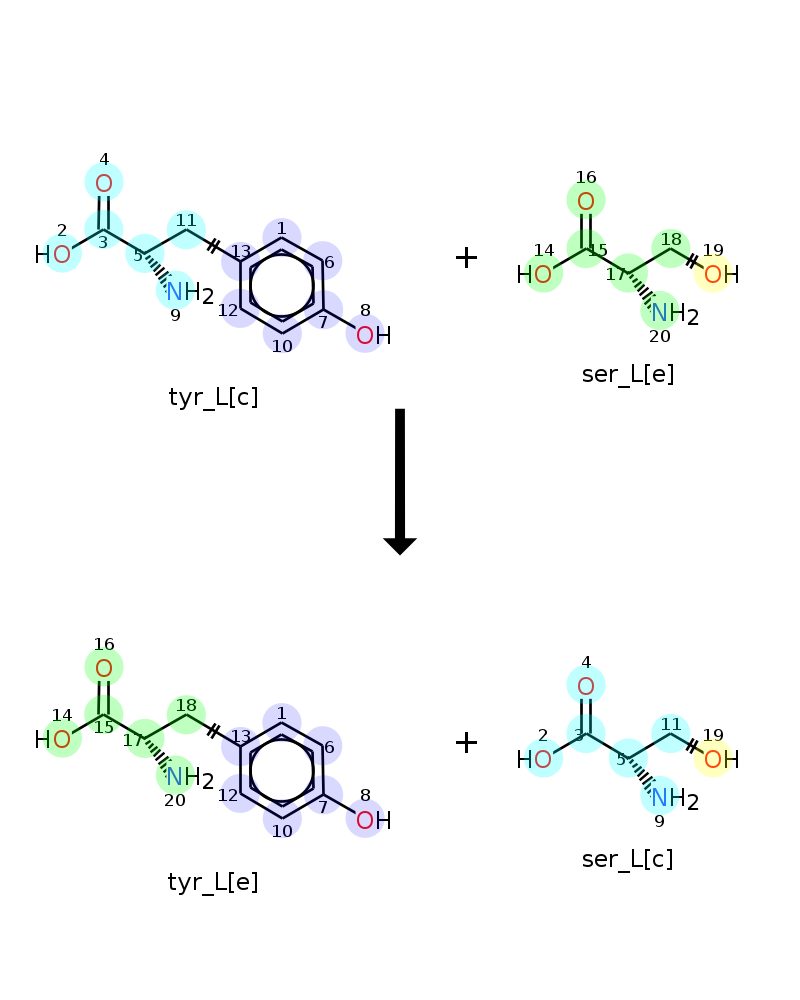 4 16
2 11 1 14 18 19
O O
HO 3 5 13 6 + HO 15 17 OH
NH2 12 8 NH2
9 10 7 OH 20
tyr_L[c] ser_L[e]
16 4
14 18 1 2 11 19
O O
HO 15 17 13 6 + HO 3 5 OH
NH2 12 8 NH2
20 10 7 OH 9
tyr_L[e] ser_L[c]